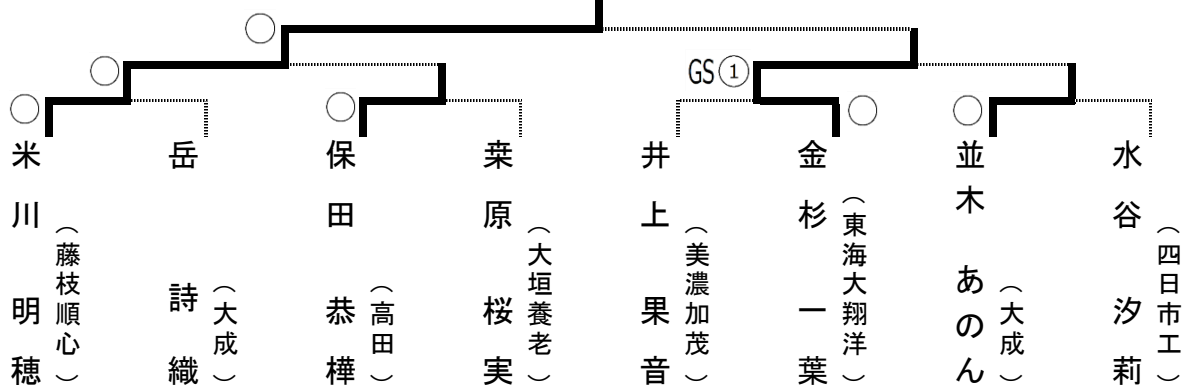 GS①
米川 明穂
(藤枝順心)
岳 詩織
(大成)
保田 恭樺
(高田)
桒原 桜実
(大垣養老)
井上 果音
(美濃加茂)
金杉 一葉
(東海大翔洋)
並木 あのん
(大成)
水谷 汐莉
(四日市工)